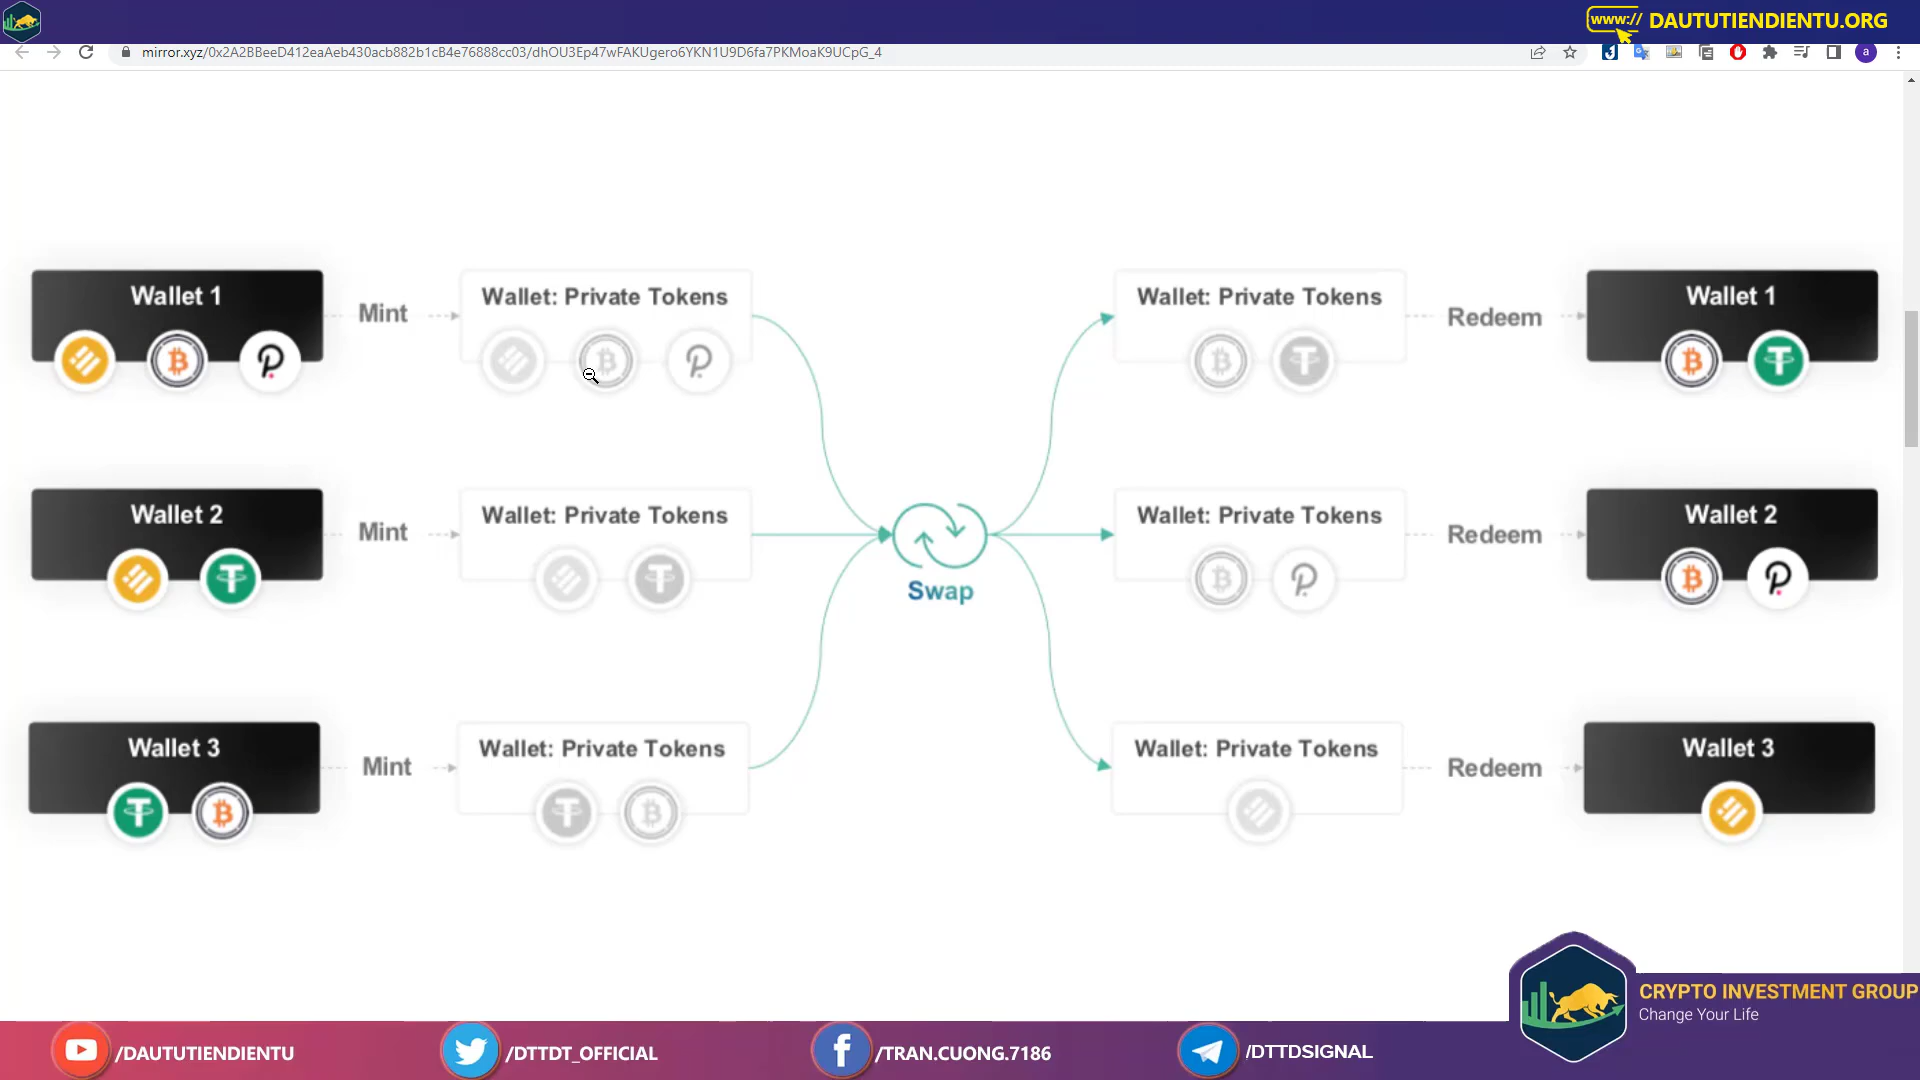 www:// DAUTUTIENDIENTU.ORG
mirror.xyz/0x2A2BBeeD412eaAeb430acb882b1cB4e76888cc03/dhOU3Ep47wFAKUgero6YKN1U9D6fa7PKMoaK9UCpG_4
a
Wallet 1
Mint
Wallet: Private Tokens
Wallet: Private Tokens
Redeem
Wallet 1
Wallet 2
Mint
Wallet: Private Tokens
Swap
Wallet: Private Tokens
Redeem
Wallet 2
Wallet 3
Mint
Wallet: Private Tokens
Wallet: Private Tokens
Redeem
Wallet 3
CRYPTO INVESTMENT GROUP
Change Your Life
/DAUTUTIENDIENTU
/DTTDT_OFFICIAL
/TRAN.CUONG.7186
/DTTDSIGNAL